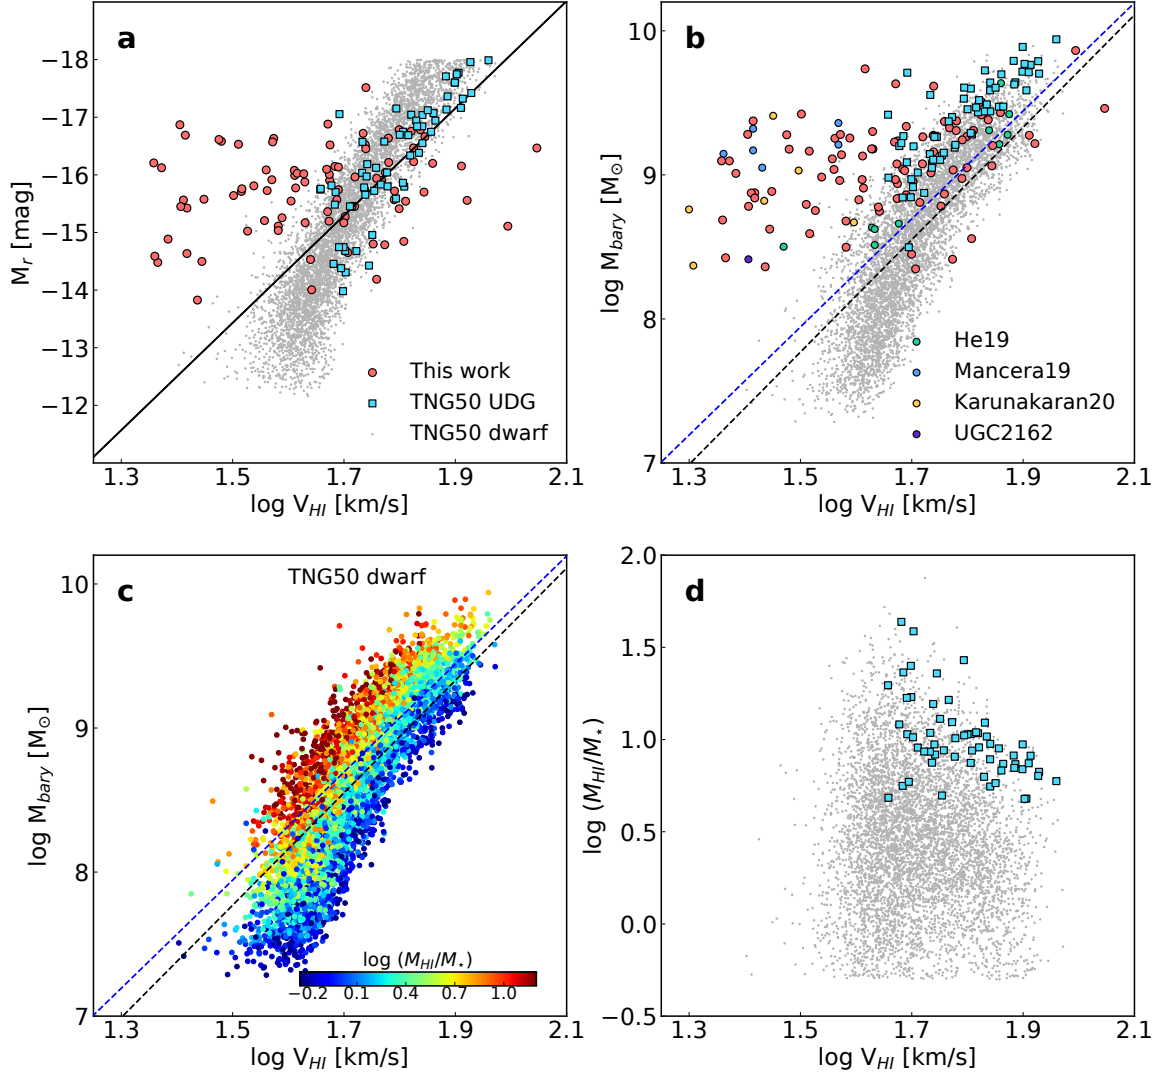 a
−18
−17
−16
−15
−14
−13
−12
M_r [mag]
This work
TNG50 UDG
TNG50 dwarf
1.3 1.5 1.7 1.9 2.1
log V_HI [km/s]
b
10
9
8
7
log M_bary [M_⊙]
He19
Mancera19
Karunakaran20
UGC2162
1.3 1.5 1.7 1.9 2.1
log V_HI [km/s]
c
TNG50 dwarf
10
9
8
7
log M_bary [M_⊙]
log (M_HI/M_⋆)
−0.2 0.1 0.4 0.7 1.0
1.3 1.5 1.7 1.9 2.1
log V_HI [km/s]
d
2.0
1.5
1.0
0.5
0.0
−0.5
log (M_HI/M_⋆)
1.3 1.5 1.7 1.9 2.1
log V_HI [km/s]